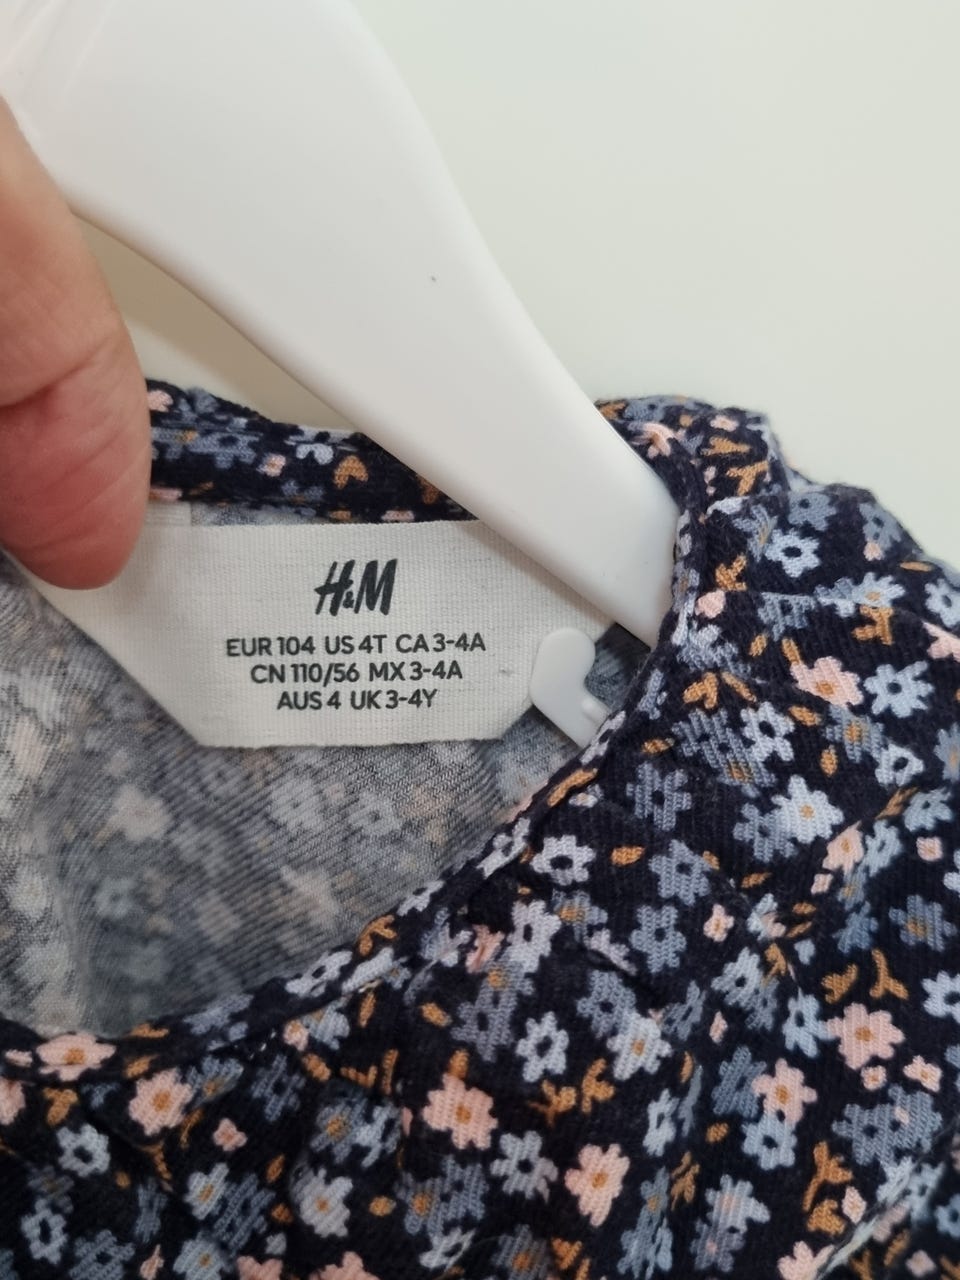 H&M
EUR 104 US 4T CA 3-4A
CN 110/56 MX 3-4A
AUS 4 UK 3-4Y